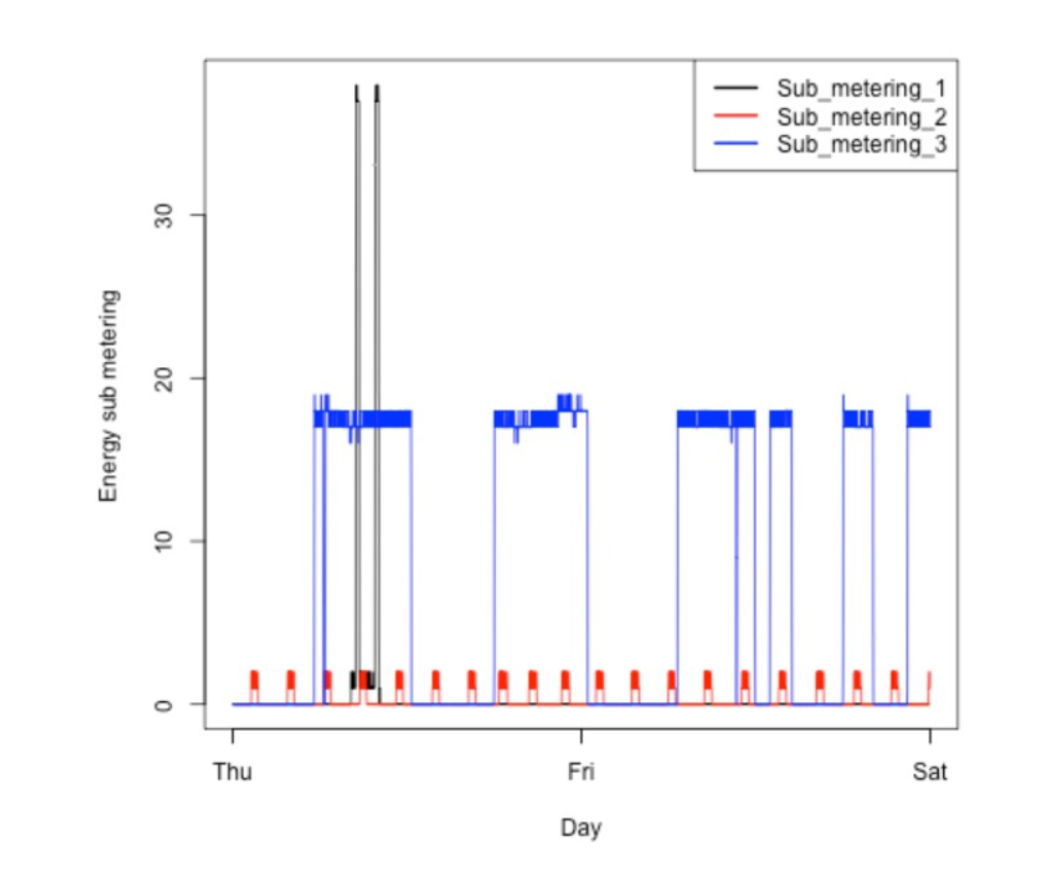 Sub_metering_1
Sub_metering_2
Sub_metering_3
30
20
10
0
Energy sub metering
Thu Fri Sat
Day